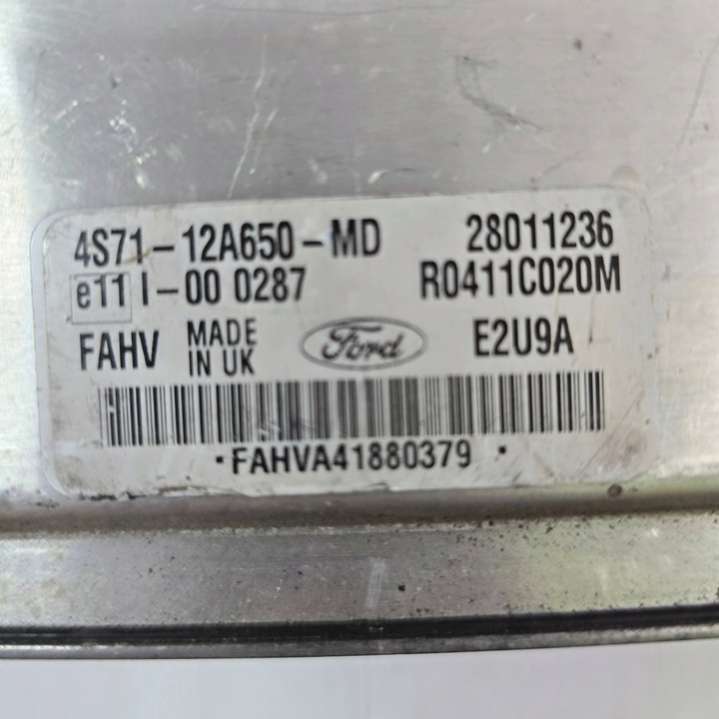 4S71-12A650-MD 28011236
e11 I-00 0287 R0411C020M
FAHV MADE IN UK Ford E2U9A
·FAHVA41880379·